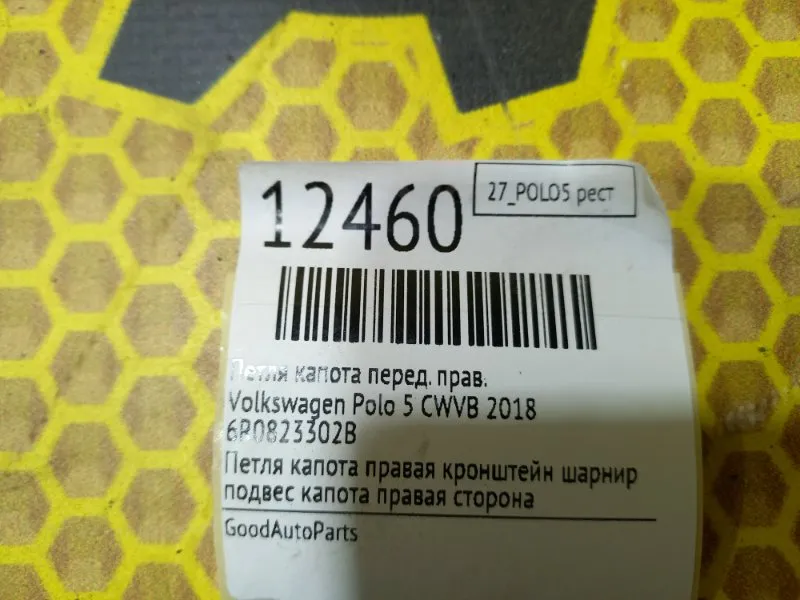 12460
27_POLO5 рест
Петля капота перед. прав.
Volkswagen Polo 5 CWVB 2018
6R0823302B
Петля капота правая кронштейн шарнир
подвес капота правая сторона
GoodAutoParts